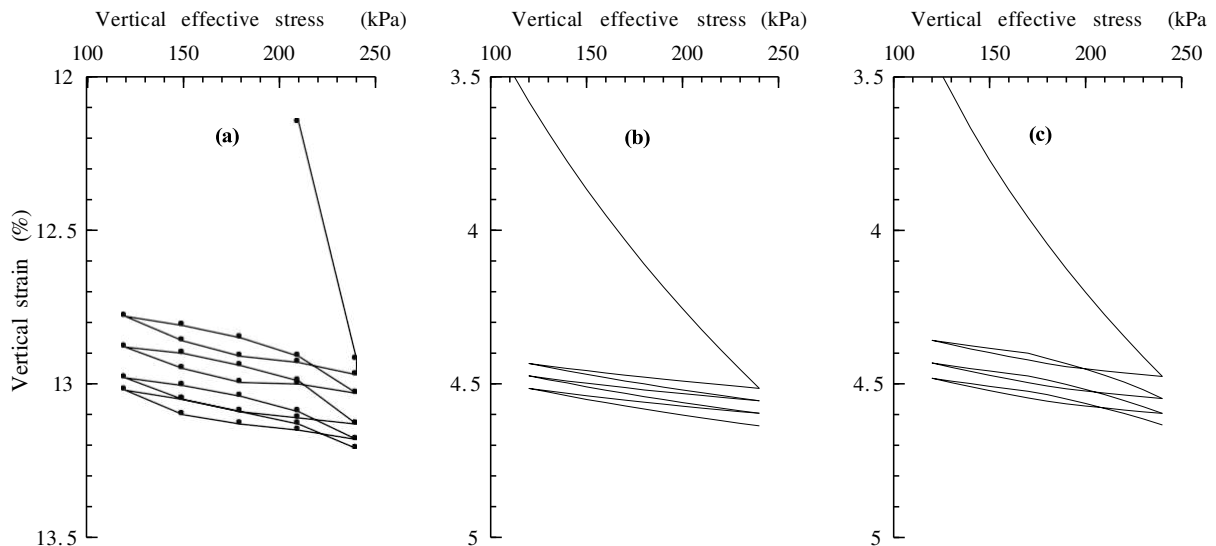 Vertical effective stress (kPa)
100 150 200 250
12
12.5
13
13.5
Vertical strain (%)
(a)
Vertical effective stress (kPa)
100 150 200 250
3.5
4
4.5
5
(b)
Vertical effective stress (kPa
100 150 200 250
3.5
4
4.5
5
(c)